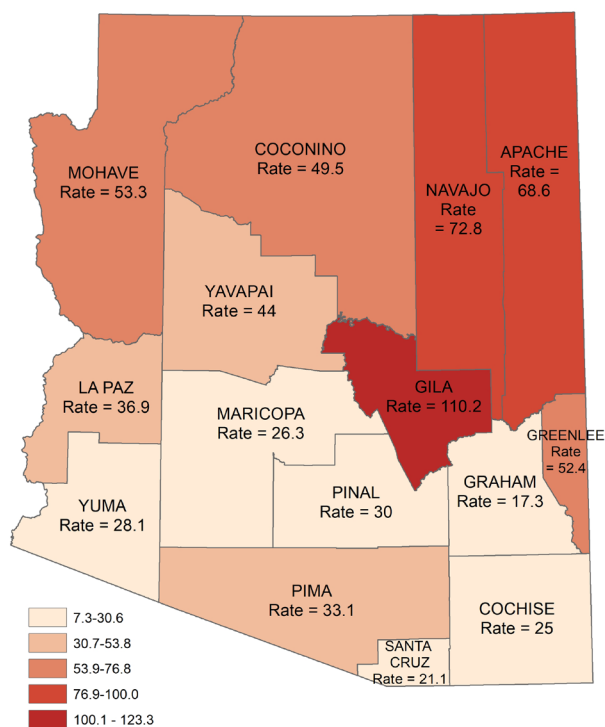 COCONINO
Rate = 49.5
MOHAVE
Rate = 53.3
APACHE
Rate =
68.6
NAVAJO
Rate
= 72.8
YAVAPAI
Rate = 44
LA PAZ
Rate = 36.9
GILA
Rate = 110.2
MARICOPA
Rate = 26.3
GREENLEE
Rate
= 52.4
YUMA
Rate = 28.1
PINAL
Rate = 30
GRAHAM
Rate = 17.3
PIMA
Rate = 33.1
COCHISE
Rate = 25
SANTA
CRUZ
Rate = 21.1
7.3-30.6
30.7-53.8
53.9-76.8
76.9-100.0
100.1 - 123.3